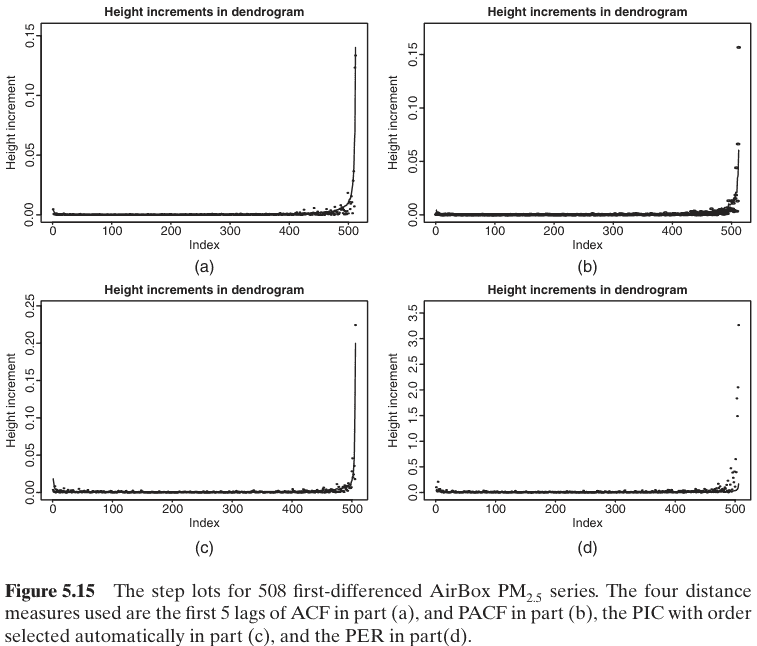 Height increments in dendrogram
Height increment
0.15
0.10
0.05
0.00
0 100 200 300 400 500
Index
(a)
Height increments in dendrogram
Height increment
0.15
0.10
0.05
0.00
0 100 200 300 400 500
Index
(b)
Height increments in dendrogram
Height increment
0.25
0.20
0.15
0.10
0.05
0.00
0 100 200 300 400 500
Index
(c)
Height increments in dendrogram
Height increment
3.5
3.0
2.5
2.0
1.5
1.0
0.5
0.0
0 100 200 300 400 500
Index
(d)
Figure 5.15 The step lots for 508 first-differenced AirBox PM2.5 series. The four distance
measures used are the first 5 lags of ACF in part (a), and PACF in part (b), the PIC with order
selected automatically in part (c), and the PER in part(d).